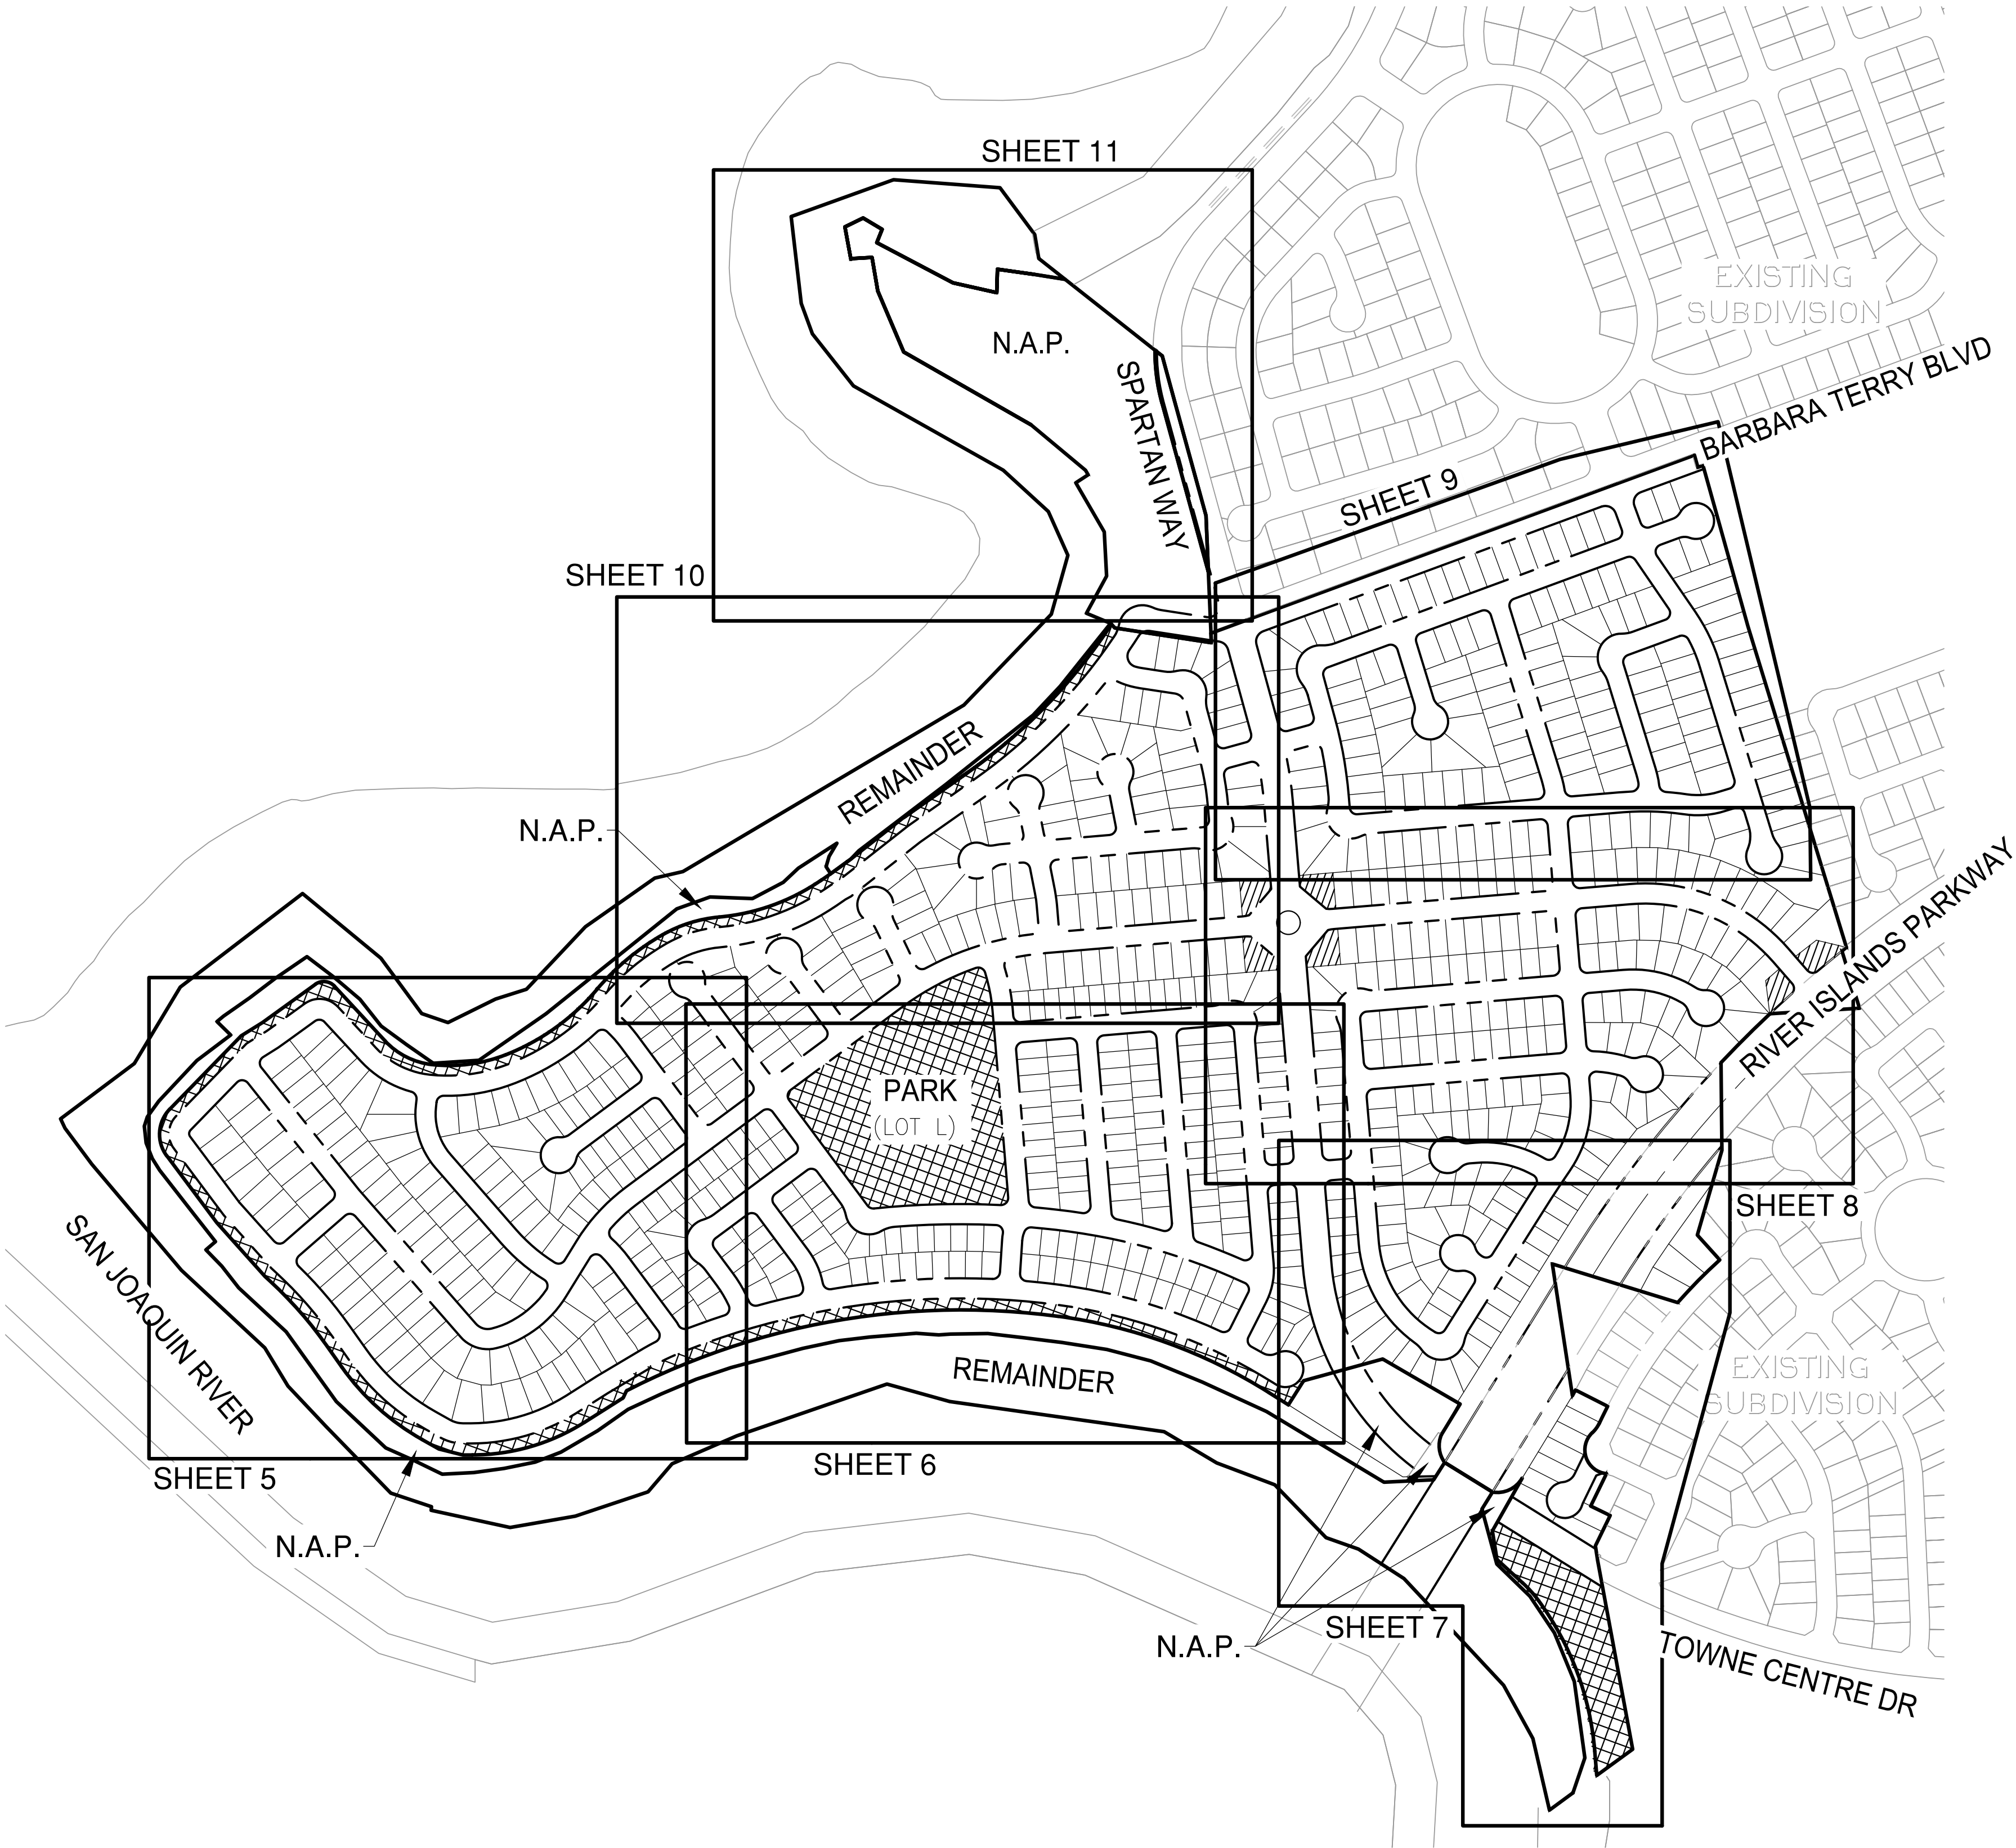 SHEET 11
EXISTING
SUBDIVISION
N.A.P.
BARBARA TERRY BLVD
SPARTAN WAY
SHEET 9
SHEET 10
REMAINDER
N.A.P.
RIVER ISLANDS PARKWAY
PARK
(LOT L)
SHEET 8
SAN JOAQUIN RIVER
REMAINDER
EXISTING
SUBDIVISION
SHEET 5
SHEET 6
N.A.P.
SHEET 7
N.A.P.
TOWNE CENTRE DR